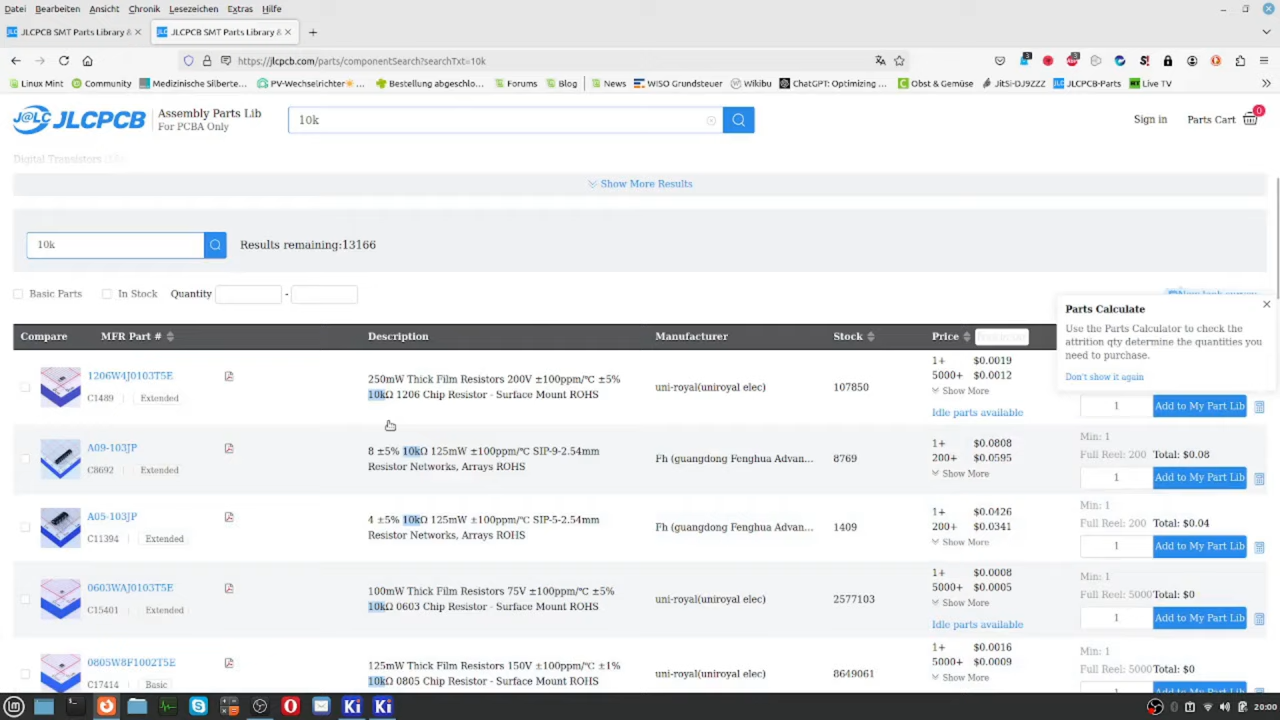 Datei Bearbeiten Ansicht Chronik Lesezeichen Extras Hilfe
JLCPCB SMT Parts Library & JLCPCB SMT Parts Library &
https://jlcpcb.com/parts/componentSearch?searchTxt=10k
Linux Mint Community Medizinische Silberte... PV-Wechselrichter ... Bestellung abgeschlo... Forums Blog News WISO Grundsteuer Wikibu ChatGPT: Optimizing ... Obst & Gemüse JitSi-DJ9ZZZ JLCPCB-Parts Live TV
JLCPCB Assembly Parts Lib
For PCBA Only
10k
Sign in Parts Cart 0
Digital Transistors
Show More Results
10k Results remaining:13166
Basic Parts In Stock Quantity -
Parts Calculate
Use the Parts Calculator to check the
attrition qty determine the quantities you
need to purchase.
Don't show it again
Compare MFR Part # Description Manufacturer Stock Price
1206W4J0103T5E
C1489 Extended
250mW Thick Film Resistors 200V ±100ppm/℃ ±5%
10kΩ 1206 Chip Resistor - Surface Mount ROHS
uni-royal(uniroyal elec) 107850
1+ $0.0019
5000+ $0.0012
Show More
Idle parts available
1 Add to My Part Lib
A09-103JP
C8692 Extended
8 ±5% 10kΩ 125mW ±100ppm/℃ SIP-9-2.54mm
Resistor Networks, Arrays ROHS
Fh (guangdong Fenghua Advan... 8769
1+ $0.0808
200+ $0.0595
Show More
Min: 1
Full Reel: 200 Total: $0.08
1 Add to My Part Lib
A05-103JP
C11394 Extended
4 ±5% 10kΩ 125mW ±100ppm/℃ SIP-5-2.54mm
Resistor Networks, Arrays ROHS
Fh (guangdong Fenghua Advan... 1409
1+ $0.0426
200+ $0.0341
Show More
Min: 1
Full Reel: 200 Total: $0.04
1 Add to My Part Lib
0603WAJ0103T5E
C15401 Extended
100mW Thick Film Resistors 75V ±100ppm/℃ ±5%
10kΩ 0603 Chip Resistor - Surface Mount ROHS
uni-royal(uniroyal elec) 2577103
1+ $0.0008
5000+ $0.0005
Show More
Idle parts available
Min: 1
Full Reel: 5000 Total: $0
1 Add to My Part Lib
0805W8F1002T5E
C17414 Basic
125mW Thick Film Resistors 150V ±100ppm/℃ ±1%
10kΩ 0805 Chip Resistor - Surface Mount ROHS
uni-royal(uniroyal elec) 8649061
1+ $0.0016
5000+ $0.0009
Show More
Min: 1
Full Reel: 5000 Total: $0
Add to My Part Lib
20:00